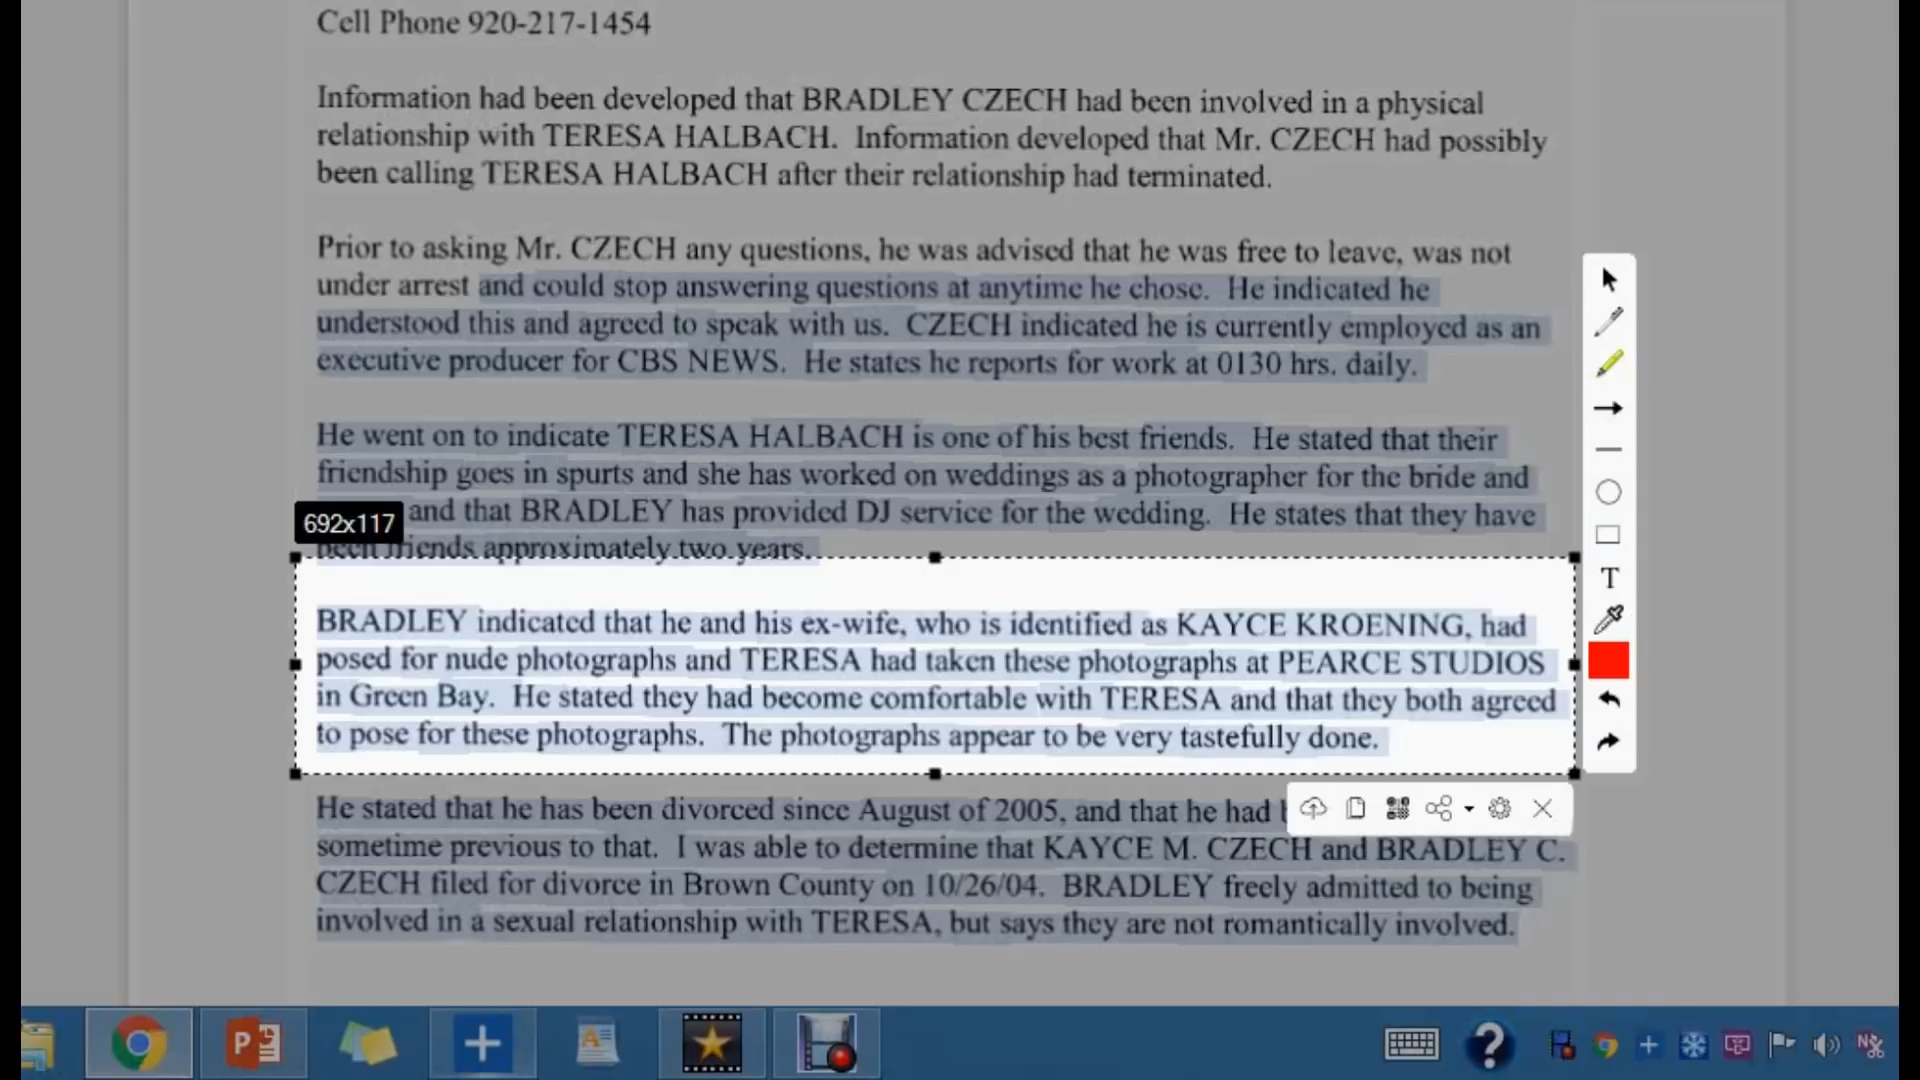 Cell Phone 920-217-1454
Information had been developed that BRADLEY CZECH had been involved in a physical
relationship with TERESA HALBACH.  Information developed that Mr. CZECH had possibly
been calling TERESA HALBACH after their relationship had terminated.
Prior to asking Mr. CZECH any questions, he was advised that he was free to leave, was not
under arrest and could stop answering questions at anytime he chose.  He indicated he
understood this and agreed to speak with us.  CZECH indicated he is currently employed as an
executive producer for CBS NEWS.  He states he reports for work at 0130 hrs. daily.
He went on to indicate TERESA HALBACH is one of his best friends.  He stated that their
friendship goes in spurts and she has worked on weddings as a photographer for the bride and
692x117
and that BRADLEY has provided DJ service for the wedding.  He states that they have
been friends approximately two years.
BRADLEY indicated that he and his ex-wife, who is identified as KAYCE KROENING, had
posed for nude photographs and TERESA had taken these photographs at PEARCE STUDIOS
in Green Bay.  He stated they had become comfortable with TERESA and that they both agreed
to pose for these photographs.  The photographs appear to be very tastefully done.
He stated that he has been divorced since August of 2005, and that he had
sometime previous to that.  I was able to determine that KAYCE M. CZECH and BRADLEY C.
CZECH filed for divorce in Brown County on 10/26/04.  BRADLEY freely admitted to being
involved in a sexual relationship with TERESA, but says they are not romantically involved.
T